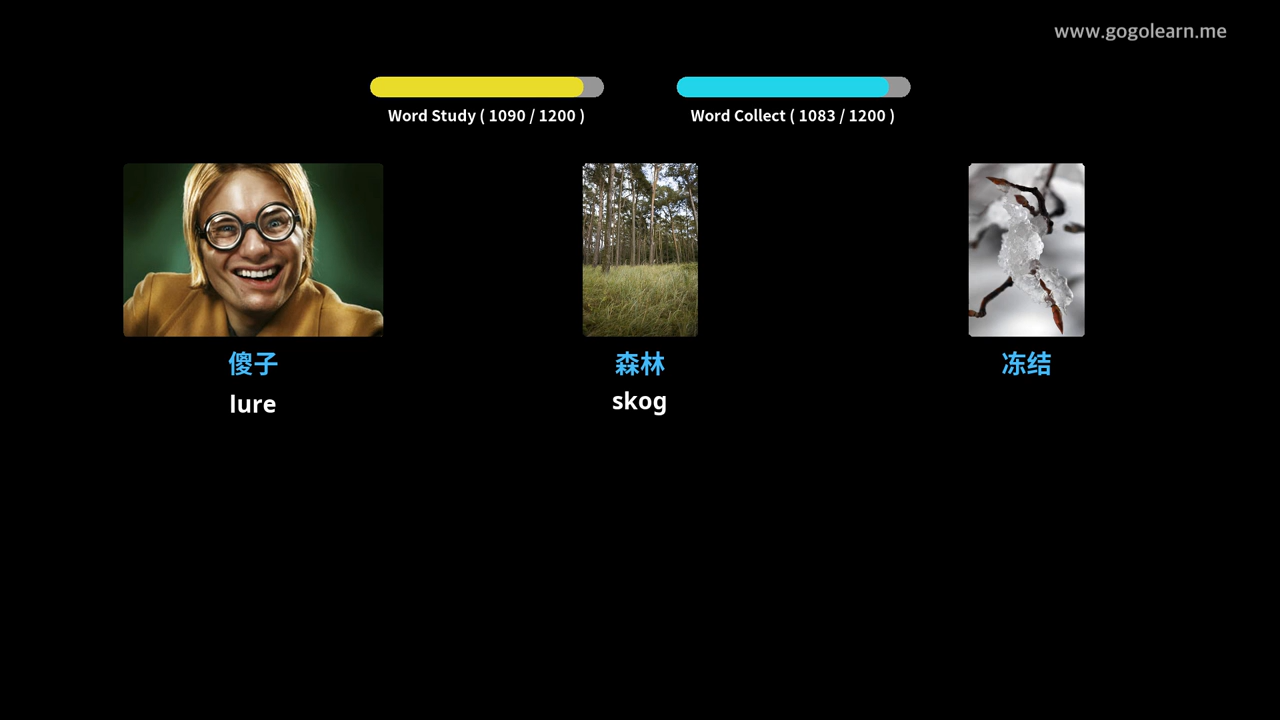 www.gogolearn.me
Word Study ( 1090 / 1200 )
Word Collect ( 1083 / 1200 )
傻子
森林
冻结
lure
skog